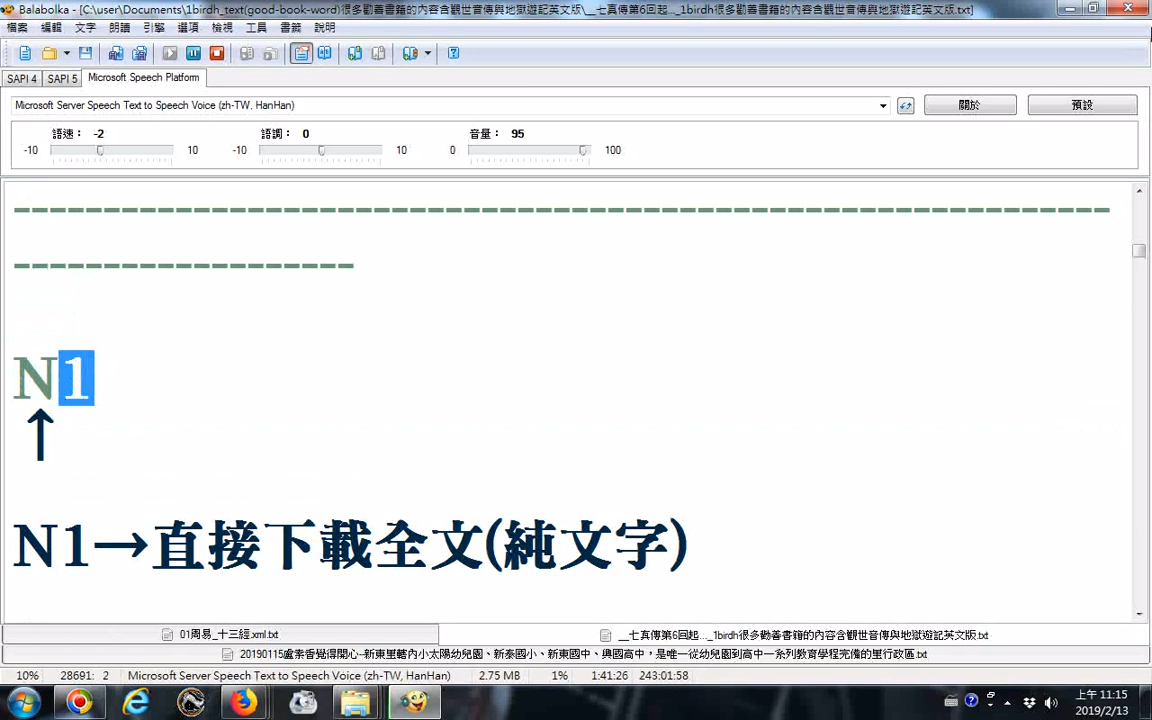 Balabolka - [C:\user\Documents\1birdh_text(good-book-word)很多勸善書籍的內容含觀世音傳與地獄遊記英文版\__七真傳第6回起..._1birdh很多勸善書籍的內容含觀世音傳與地獄遊記英文版.txt]
檔案 編輯 文字 朗讀 引擎 選項 檢視 工具 書籤 說明
SAPI 4 SAPI 5 Microsoft Speech Platform
Microsoft Server Speech Text to Speech Voice (zh-TW, HanHan) 關於 預設
語速： -2 語調： 0 音量： 95
-10 10 -10 10 0 100
-------------------------------------------------------------
-------------------
N1
↑
N1→直接下載全文(純文字)
01周易_十三經.xml.txt __七真傳第6回起..._1birdh很多勸善書籍的內容含觀世音傳與地獄遊記英文版.txt
20190115盧素香覺得開心-新東里轄內小太陽幼兒園、新泰國小、新東國中、興國高中，是唯一從幼兒園到高中一系列教育學程完備的里行政區.txt
10% 28691: 2 Microsoft Server Speech Text to Speech Voice (zh-TW, HanHan) 2.75 MB 1% 1:41:26 243:01:58
上午 11:15
2019/2/13